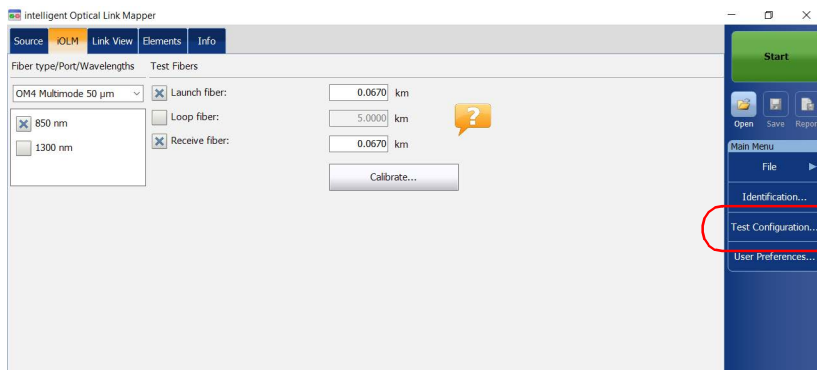 intelligent Optical Link Mapper
Source iOLM Link View Elements Info
Fiber type/Port/Wavelengths Test Fibers
OM4 Multimode 50 µm
850 nm
1300 nm
Launch fiber: 0.0670 km
Loop fiber: 5.0000 km
Receive fiber: 0.0670 km
?
Calibrate...
Start
Open Save Repor
Main Menu
File
Identification...
Test Configuration...
User Preferences...